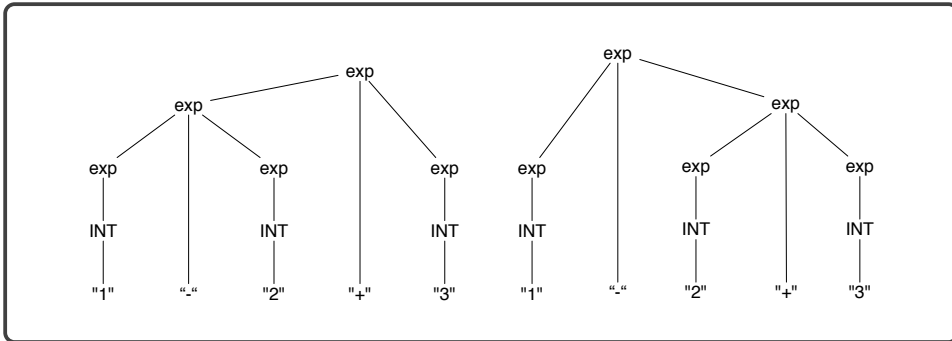 exp
exp
exp exp
exp exp exp exp exp exp
INT INT INT INT INT INT
"1" “-“ "2" "+" "3" "1" “-“ "2" "+" "3"